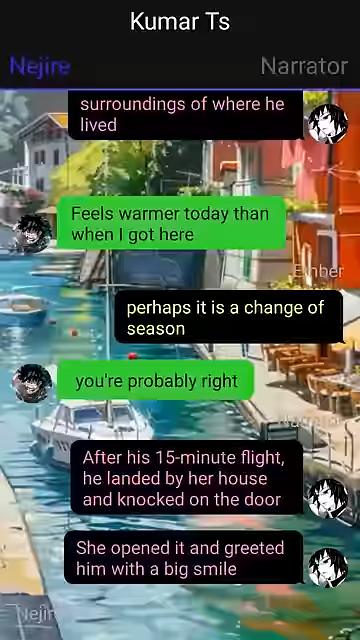 Kumar Ts
Nejire
Narrator
surroundings of where he
lived
Feels warmer today than
when I got here
Ember
perhaps it is a change of
season
you're probably right
Narrator
After his 15-minute flight,
he landed by her house
and knocked on the door
She opened it and greeted
him with a big smile
Nejire